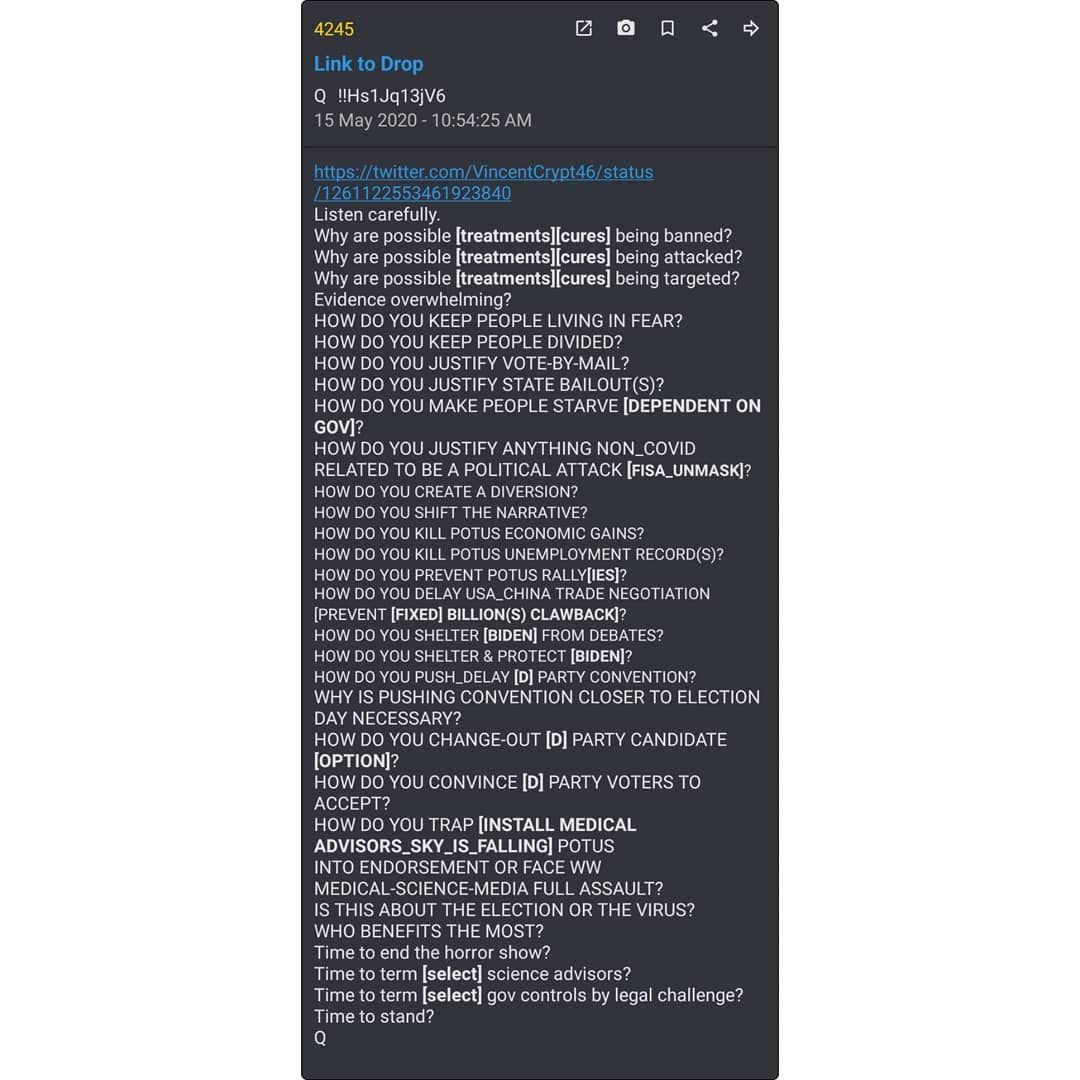 4245
Link to Drop
Q !!Hs1Jq13jV6
15 May 2020 - 10:54:25 AM
https://twitter.com/VincentCrypt46/status
/1261122553461923840
Listen carefully.
Why are possible [treatments][cures] being banned?
Why are possible [treatments][cures] being attacked?
Why are possible [treatments][cures] being targeted?
Evidence overwhelming?
HOW DO YOU KEEP PEOPLE LIVING IN FEAR?
HOW DO YOU KEEP PEOPLE DIVIDED?
HOW DO YOU JUSTIFY VOTE-BY-MAIL?
HOW DO YOU JUSTIFY STATE BAILOUT(S)?
HOW DO YOU MAKE PEOPLE STARVE [DEPENDENT ON
GOV]?
HOW DO YOU JUSTIFY ANYTHING NON_COVID
RELATED TO BE A POLITICAL ATTACK [FISA_UNMASK]?
HOW DO YOU CREATE A DIVERSION?
HOW DO YOU SHIFT THE NARRATIVE?
HOW DO YOU KILL POTUS ECONOMIC GAINS?
HOW DO YOU KILL POTUS UNEMPLOYMENT RECORD(S)?
HOW DO YOU PREVENT POTUS RALLY[IES]?
HOW DO YOU DELAY USA_CHINA TRADE NEGOTIATION
[PREVENT [FIXED] BILLION(S) CLAWBACK]?
HOW DO YOU SHELTER [BIDEN] FROM DEBATES?
HOW DO YOU SHELTER & PROTECT [BIDEN]?
HOW DO YOU PUSH_DELAY [D] PARTY CONVENTION?
WHY IS PUSHING CONVENTION CLOSER TO ELECTION
DAY NECESSARY?
HOW DO YOU CHANGE-OUT [D] PARTY CANDIDATE
[OPTION]?
HOW DO YOU CONVINCE [D] PARTY VOTERS TO
ACCEPT?
HOW DO YOU TRAP [INSTALL MEDICAL
ADVISORS_SKY_IS_FALLING] POTUS
INTO ENDORSEMENT OR FACE WW
MEDICAL-SCIENCE-MEDIA FULL ASSAULT?
IS THIS ABOUT THE ELECTION OR THE VIRUS?
WHO BENEFITS THE MOST?
Time to end the horror show?
Time to term [select] science advisors?
Time to term [select] gov controls by legal challenge?
Time to stand?
Q